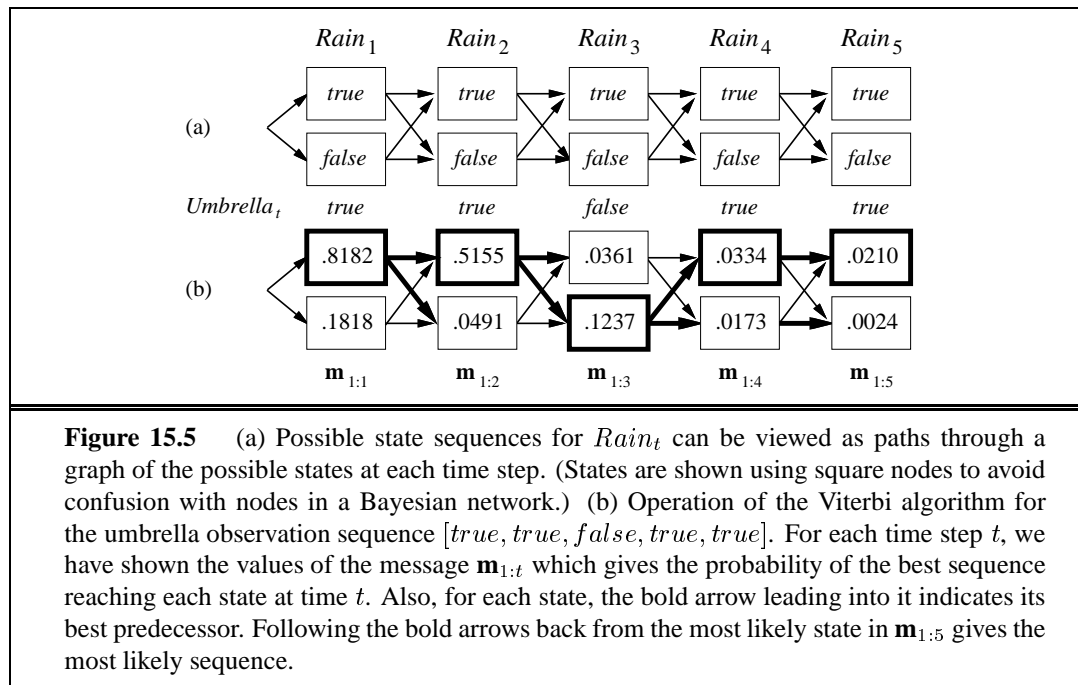 Rain1 Rain2 Rain3 Rain4 Rain5
true true true true true
(a)
false false false false false
Umbrellat true true false true true
.8182 .5155 .0361 .0334 .0210
(b)
.1818 .0491 .1237 .0173 .0024
m1:1 m1:2 m1:3 m1:4 m1:5
Figure 15.5 (a) Possible state sequences for Raint can be viewed as paths through a
graph of the possible states at each time step. (States are shown using square nodes to avoid
confusion with nodes in a Bayesian network.) (b) Operation of the Viterbi algorithm for
the umbrella observation sequence [true, true, false, true, true]. For each time step t, we
have shown the values of the message m1:t which gives the probability of the best sequence
reaching each state at time t. Also, for each state, the bold arrow leading into it indicates its
best predecessor. Following the bold arrows back from the most likely state in m1:5 gives the
most likely sequence.